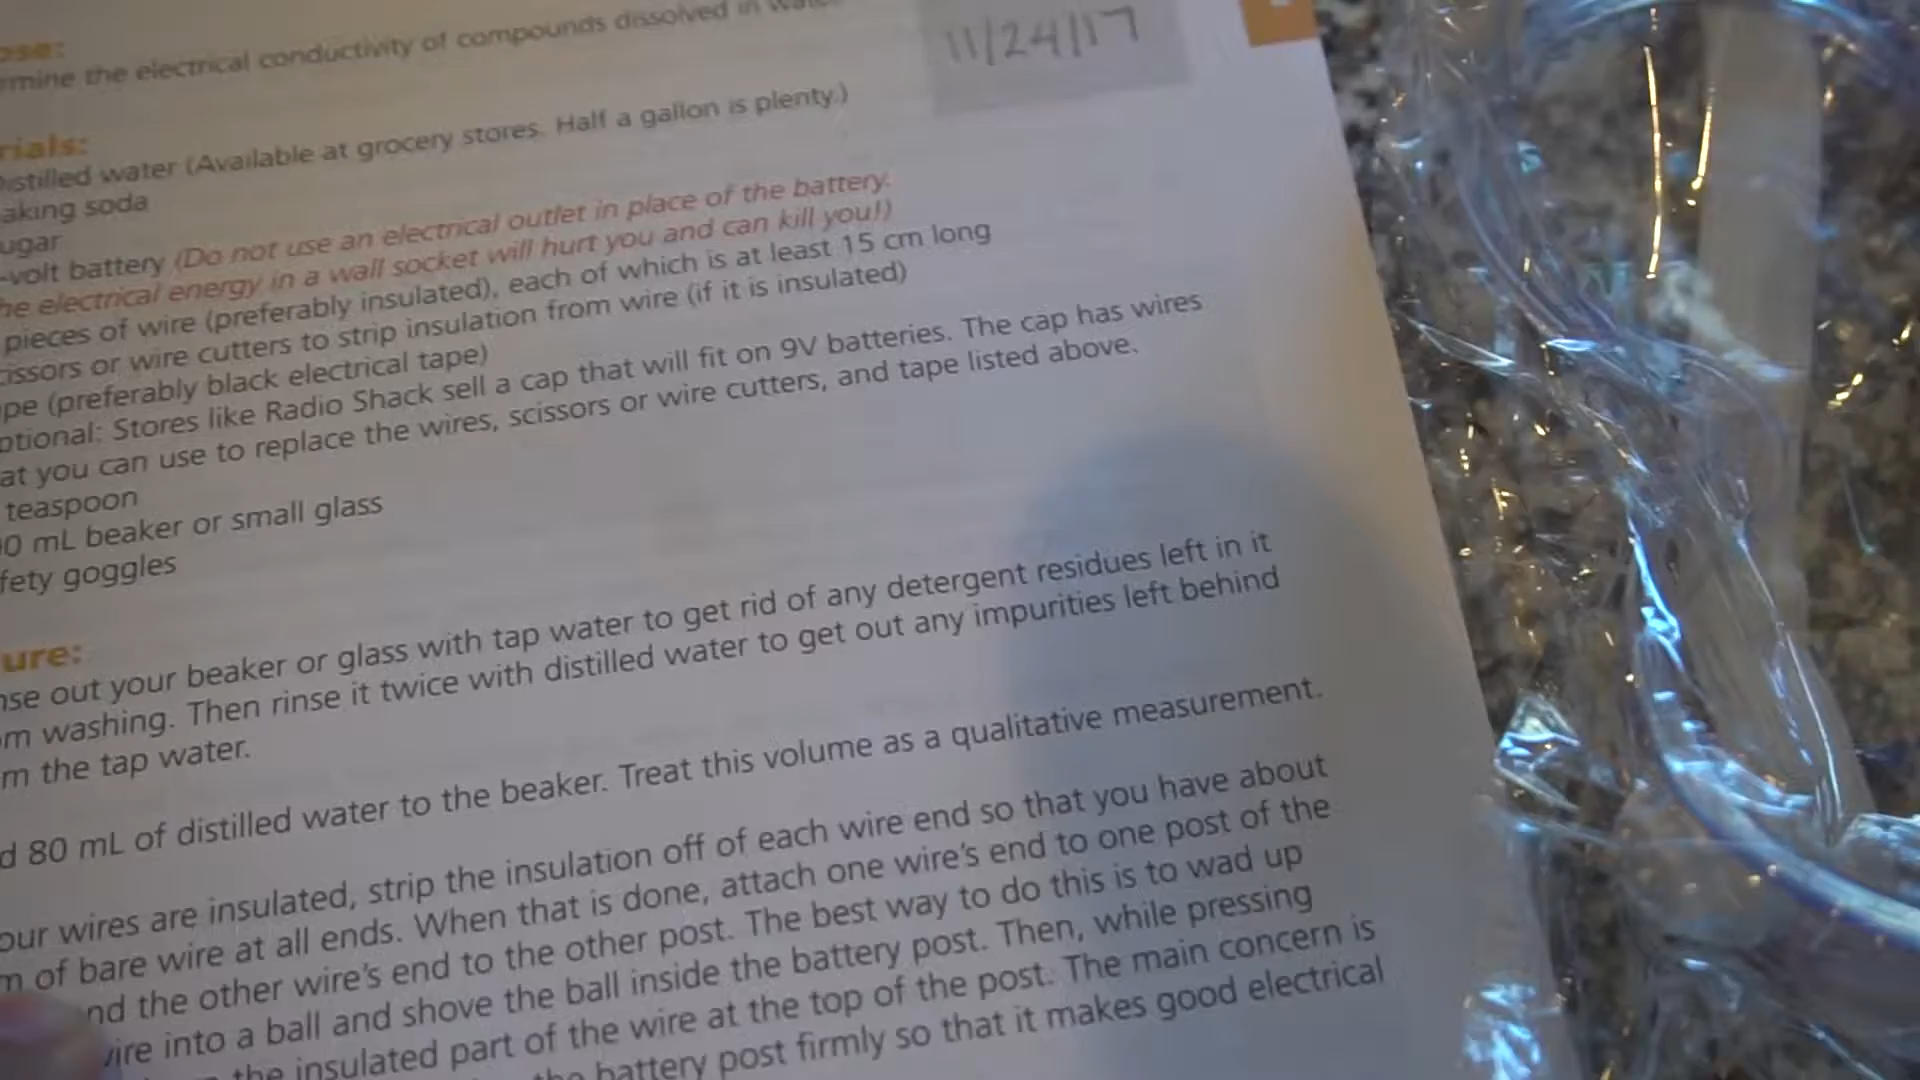 ose:
rmine the electrical conductivity of compounds dissolved in water
11/24/17
rials:
Distilled water (Available at grocery stores. Half a gallon is plenty.)
aking soda
ugar
-volt battery (Do not use an electrical outlet in place of the battery.
he electrical energy in a wall socket will hurt you and can kill you!)
pieces of wire (preferably insulated), each of which is at least 15 cm long
cissors or wire cutters to strip insulation from wire (if it is insulated)
pe (preferably black electrical tape)
ptional: Stores like Radio Shack sell a cap that will fit on 9V batteries. The cap has wires
at you can use to replace the wires, scissors or wire cutters, and tape listed above.
teaspoon
0 mL beaker or small glass
fety goggles
ure:
nse out your beaker or glass with tap water to get rid of any detergent residues left in it
om washing. Then rinse it twice with distilled water to get out any impurities left behind
m the tap water.
d 80 mL of distilled water to the beaker. Treat this volume as a qualitative measurement.
our wires are insulated, strip the insulation off of each wire end so that you have about
m of bare wire at all ends. When that is done, attach one wire's end to one post of the
nd the other wire's end to the other post. The best way to do this is to wad up
wire into a ball and shove the ball inside the battery post. Then, while pressing
the insulated part of the wire at the top of the post. The main concern is
the battery post firmly so that it makes good electrical